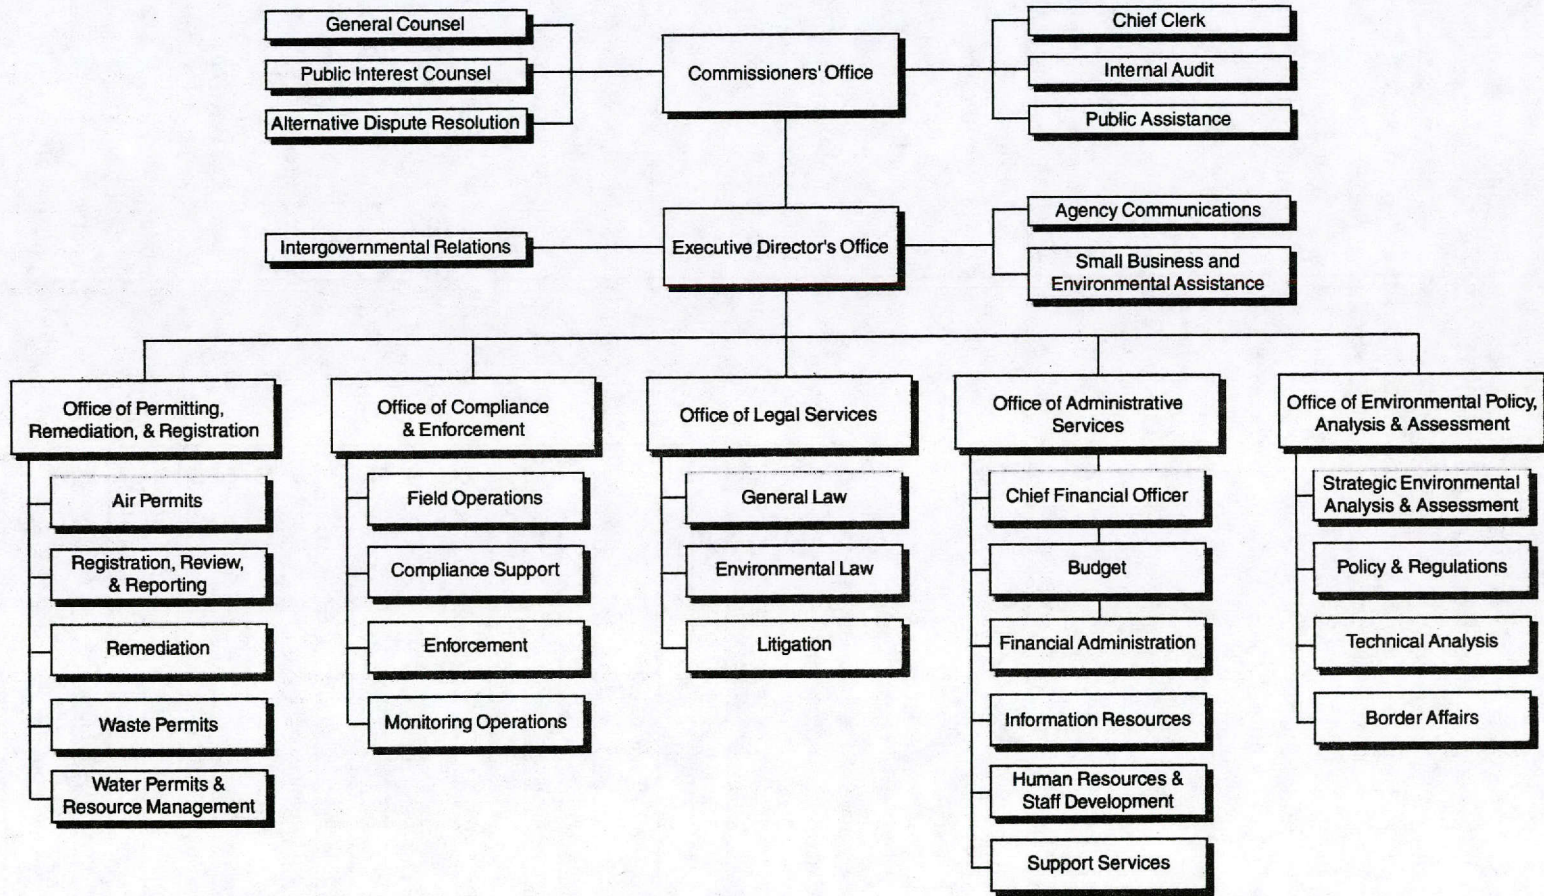 General Counsel
Public Interest Counsel
Alternative Dispute Resolution
Commissioners' Office
Chief Clerk
Internal Audit
Public Assistance
Intergovernmental Relations
Executive Director's Office
Agency Communications
Small Business and
Environmental Assistance
Office of Permitting,
Remediation, & Registration
Air Permits
Registration, Review,
& Reporting
Remediation
Waste Permits
Water Permits &
Resource Management
Office of Compliance
& Enforcement
Field Operations
Compliance Support
Enforcement
Monitoring Operations
Office of Legal Services
General Law
Environmental Law
Litigation
Office of Administrative
Services
Chief Financial Officer
Budget
Financial Administration
Information Resources
Human Resources &
Staff Development
Support Services
Office of Environmental Policy,
Analysis & Assessment
Strategic Environmental
Analysis & Assessment
Policy & Regulations
Technical Analysis
Border Affairs